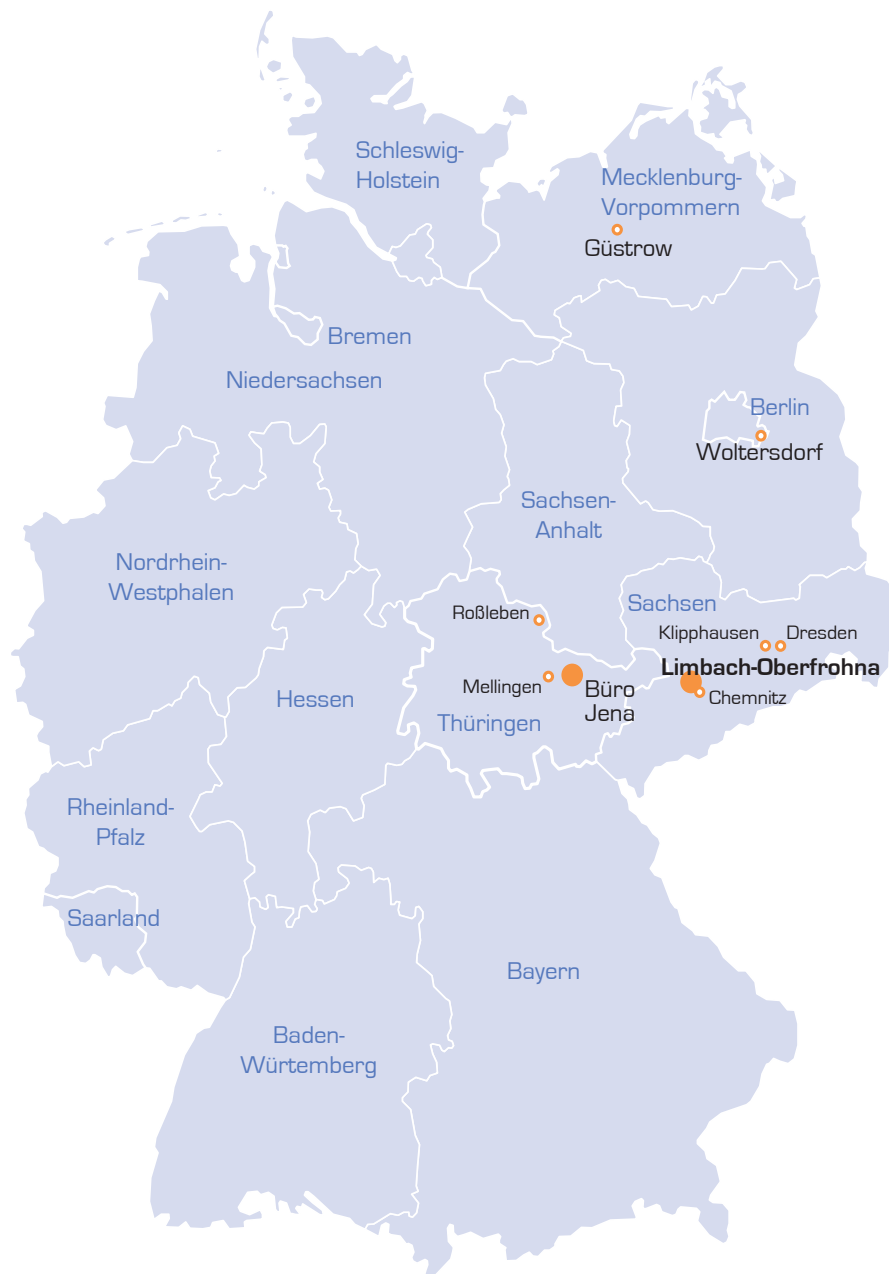 Schleswig-
Holstein
Mecklenburg-
Vorpommern
Güstrow
Bremen
Niedersachsen
Berlin
Woltersdorf
Sachsen-
Anhalt
Nordrhein-
Westphalen
Roßleben
Sachsen
Klipphausen
Dresden
Limbach-Oberfrohna
Chemnitz
Mellingen
Büro
Jena
Hessen
Thüringen
Rheinland-
Pfalz
Saarland
Bayern
Baden-
Würtemberg